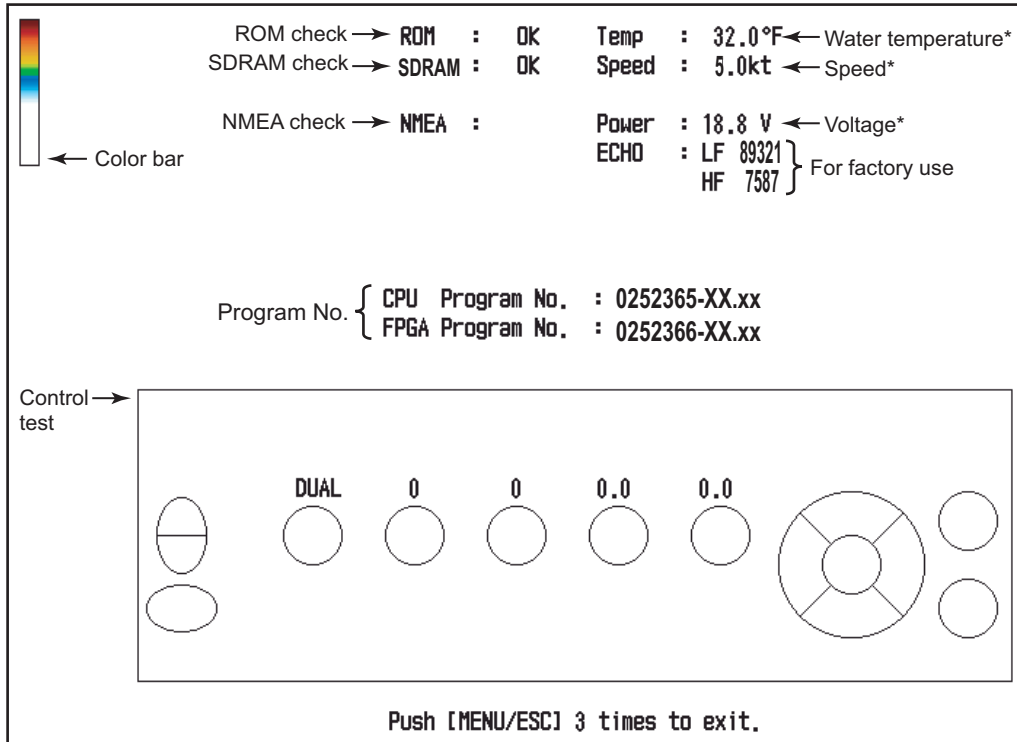 ROM check → ROM : OK Temp : 32.0°F ← Water temperature*
SDRAM check → SDRAM : OK Speed : 5.0kt ← Speed*
NMEA check → NMEA : Power : 18.8 V ← Voltage*
← Color bar
ECHO : LF 89321
HF 7587
For factory use
Program No.
CPU Program No. : 0252365-XX.xx
FPGA Program No. : 0252366-XX.xx
Control → test
DUAL 0 0 0.0 0.0
Push [MENU/ESC] 3 times to exit.